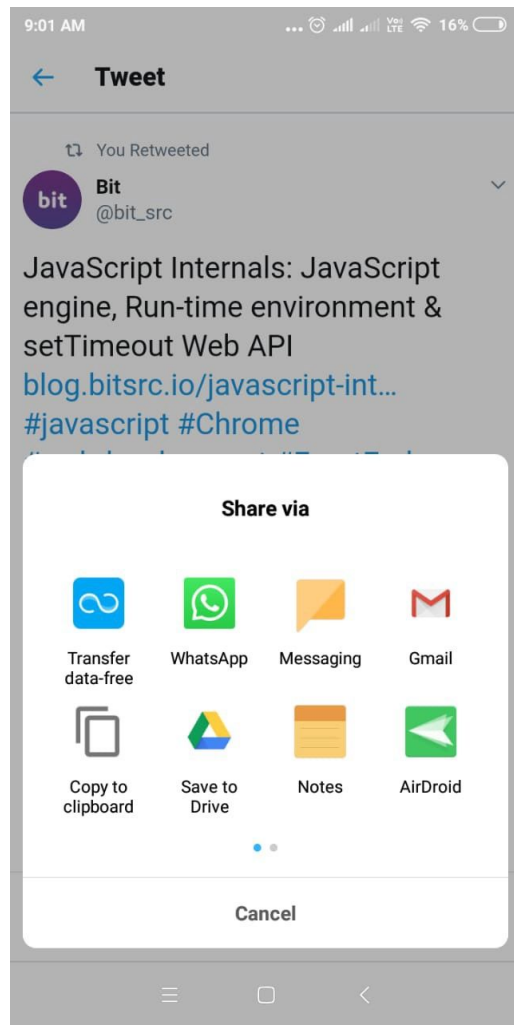 9:01 AM ... Vo) LTE 16%
Tweet
You Retweeted
bit
Bit
@bit_src
JavaScript Internals: JavaScript
engine, Run-time environment &
setTimeout Web API
blog.bitsrc.io/javascript-int...
#javascript #Chrome
Share via
Transfer
data-free
WhatsApp
Messaging
Gmail
Copy to
clipboard
Save to
Drive
Notes
AirDroid
Cancel